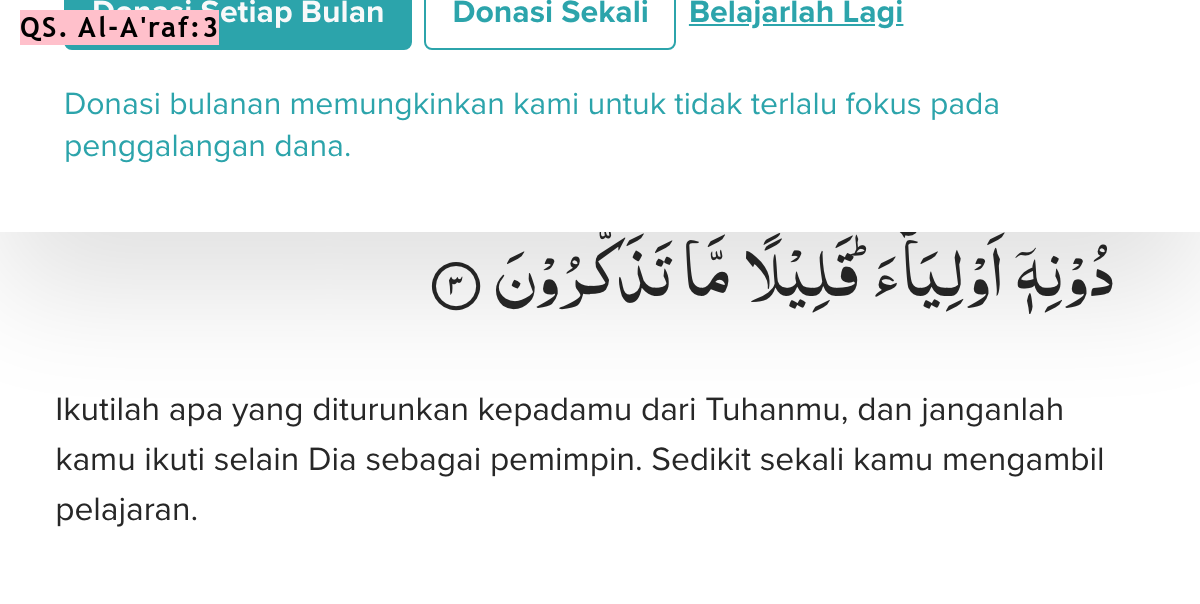 Donasi Setiap Bulan Donasi Sekali Belajarlah Lagi
QS. Al-A'raf:3
Donasi bulanan memungkinkan kami untuk tidak terlalu fokus pada
penggalangan dana.
دُوْنِهٖٓ اَوْلِيَاۤءَۗ قَلِيْلًا مَّا تَذَكَّرُوْنَ ٣
Ikutilah apa yang diturunkan kepadamu dari Tuhanmu, dan janganlah
kamu ikuti selain Dia sebagai pemimpin. Sedikit sekali kamu mengambil
pelajaran.